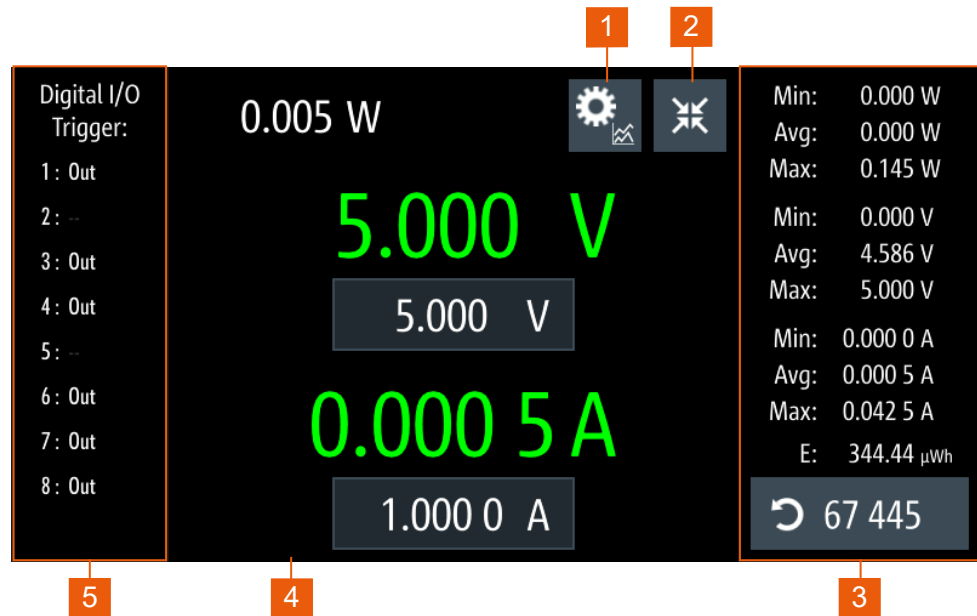 1
2
Digital I/O
Trigger:
1: Out
2: --
3: Out
4: Out
5: --
6: Out
7: Out
8: Out
0.005 W
5.000 V
5.000 V
0.000 5 A
1.000 0 A
Min: 0.000 W
Avg: 0.000 W
Max: 0.145 W
Min: 0.000 V
Avg: 4.586 V
Max: 5.000 V
Min: 0.000 0 A
Avg: 0.000 5 A
Max: 0.042 5 A
E: 344.44 µWh
67 445
5
4
3